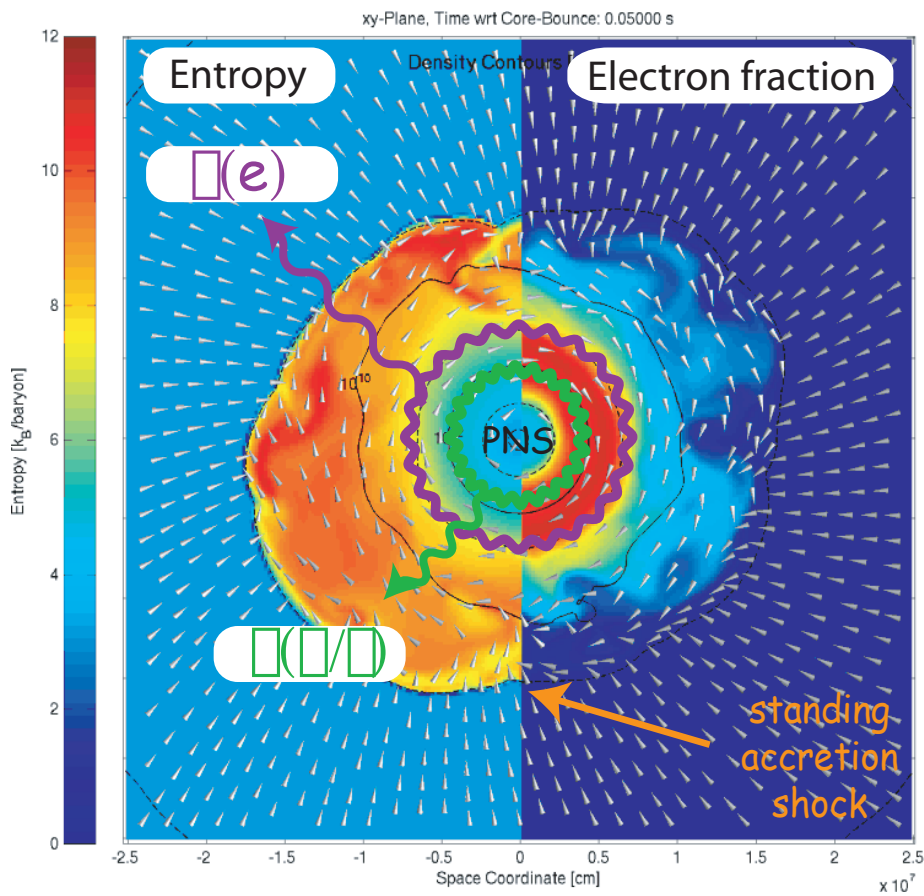 xy-Plane, Time wrt Core-Bounce: 0.05000 s
12
10
8
6
4
2
0
Entropy [k_B/baryon]
Density Contours [
Entropy
Electron fraction
□(e)
10^10
10
PNS
□(□/□)
standing
accretion
shock
-2.5 -2 -1.5 -1 -0.5 0 0.5 1 1.5 2 2.5
Space Coordinate [cm]
x 10^7